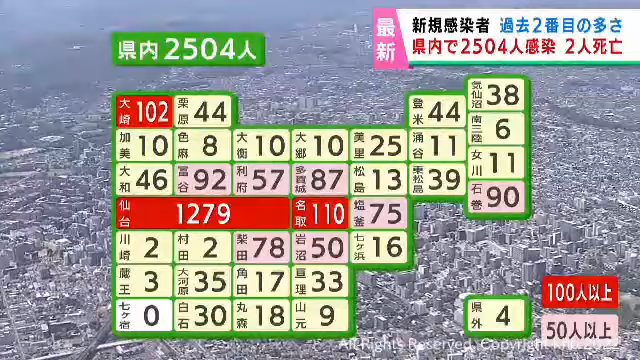 最新
新規感染者 過去2番目の多さ
県内で2504人感染 2人死亡
県内 2504人
大崎 102 栗原 44 登米 44 気仙沼 38
南三陸 6
加美 10 色麻 8 大衡 10 大郷 10 美里 25 涌谷 11 女川 11
大和 46 富谷 92 利府 57 多賀城 87 松島 13 東松島 39 石巻 90
仙台 1279 名取 110 塩釜 75
川崎 2 村田 2 柴田 78 岩沼 50 七ヶ浜 16
蔵王 3 大河原 35 角田 17 亘理 33
七ヶ宿 0 白石 30 丸森 18 山元 9
県外 4
100人以上
50人以上
All Rights Reserved. Copyright